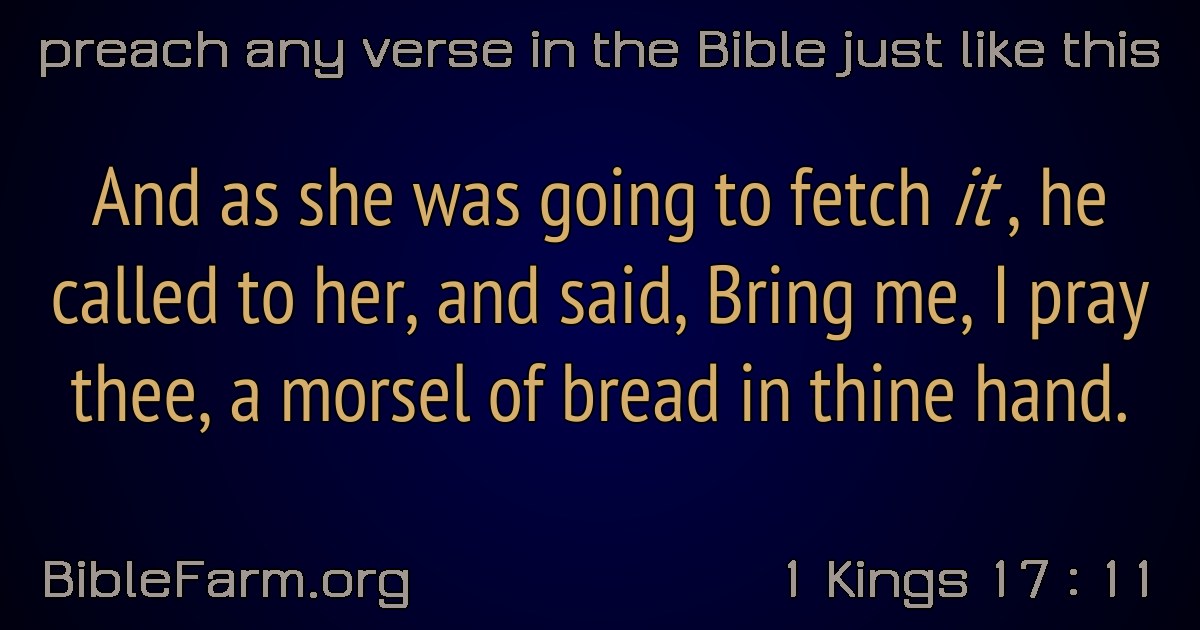 preach any verse in the Bible just like this
And as she was going to fetch it , he
called to her, and said, Bring me, I pray
thee, a morsel of bread in thine hand.
BibleFarm.org
1 Kings 17 : 11